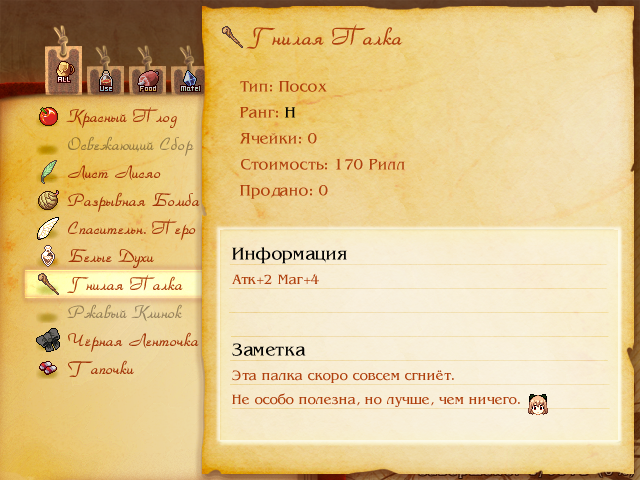 ALL
Use
Food
Mater
Красный Плод
Освежающий Сбор
Лист Лисяо
Разрывная Бомба
Спасительн. Перо
Белые Духи
Гнилая Палка
Ржавый Клинок
Чёрная Ленточка
Тапочки
Гнилая Палка
Тип: Посох
Ранг: H
Ячейки: 0
Стоимость: 170 Рилл
Продано: 0
Информация
Атк+2 Маг+4
Заметка
Эта палка скоро совсем сгниёт.
Не особо полезна, но лучше, чем ничего.